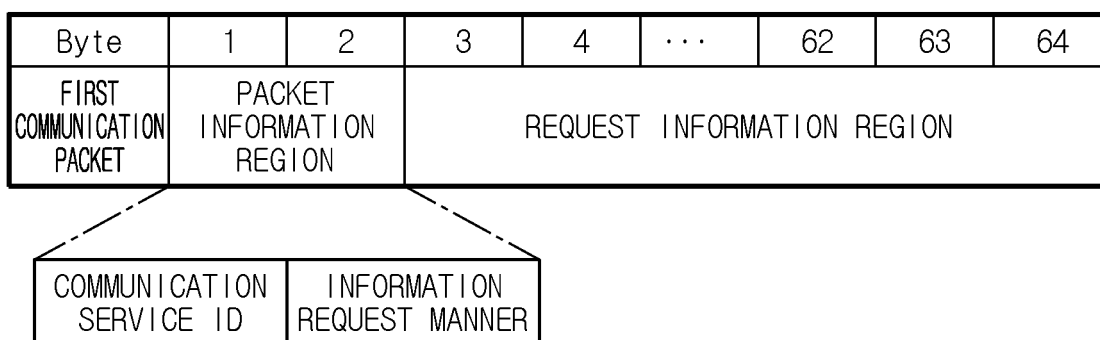 Byte 1 2 3 4 ··· 62 63 64
FIRST
COMMUNICATION
PACKET
PACKET
INFORMATION
REGION
REQUEST INFORMATION REGION
COMMUNICATION
SERVICE ID
INFORMATION
REQUEST MANNER